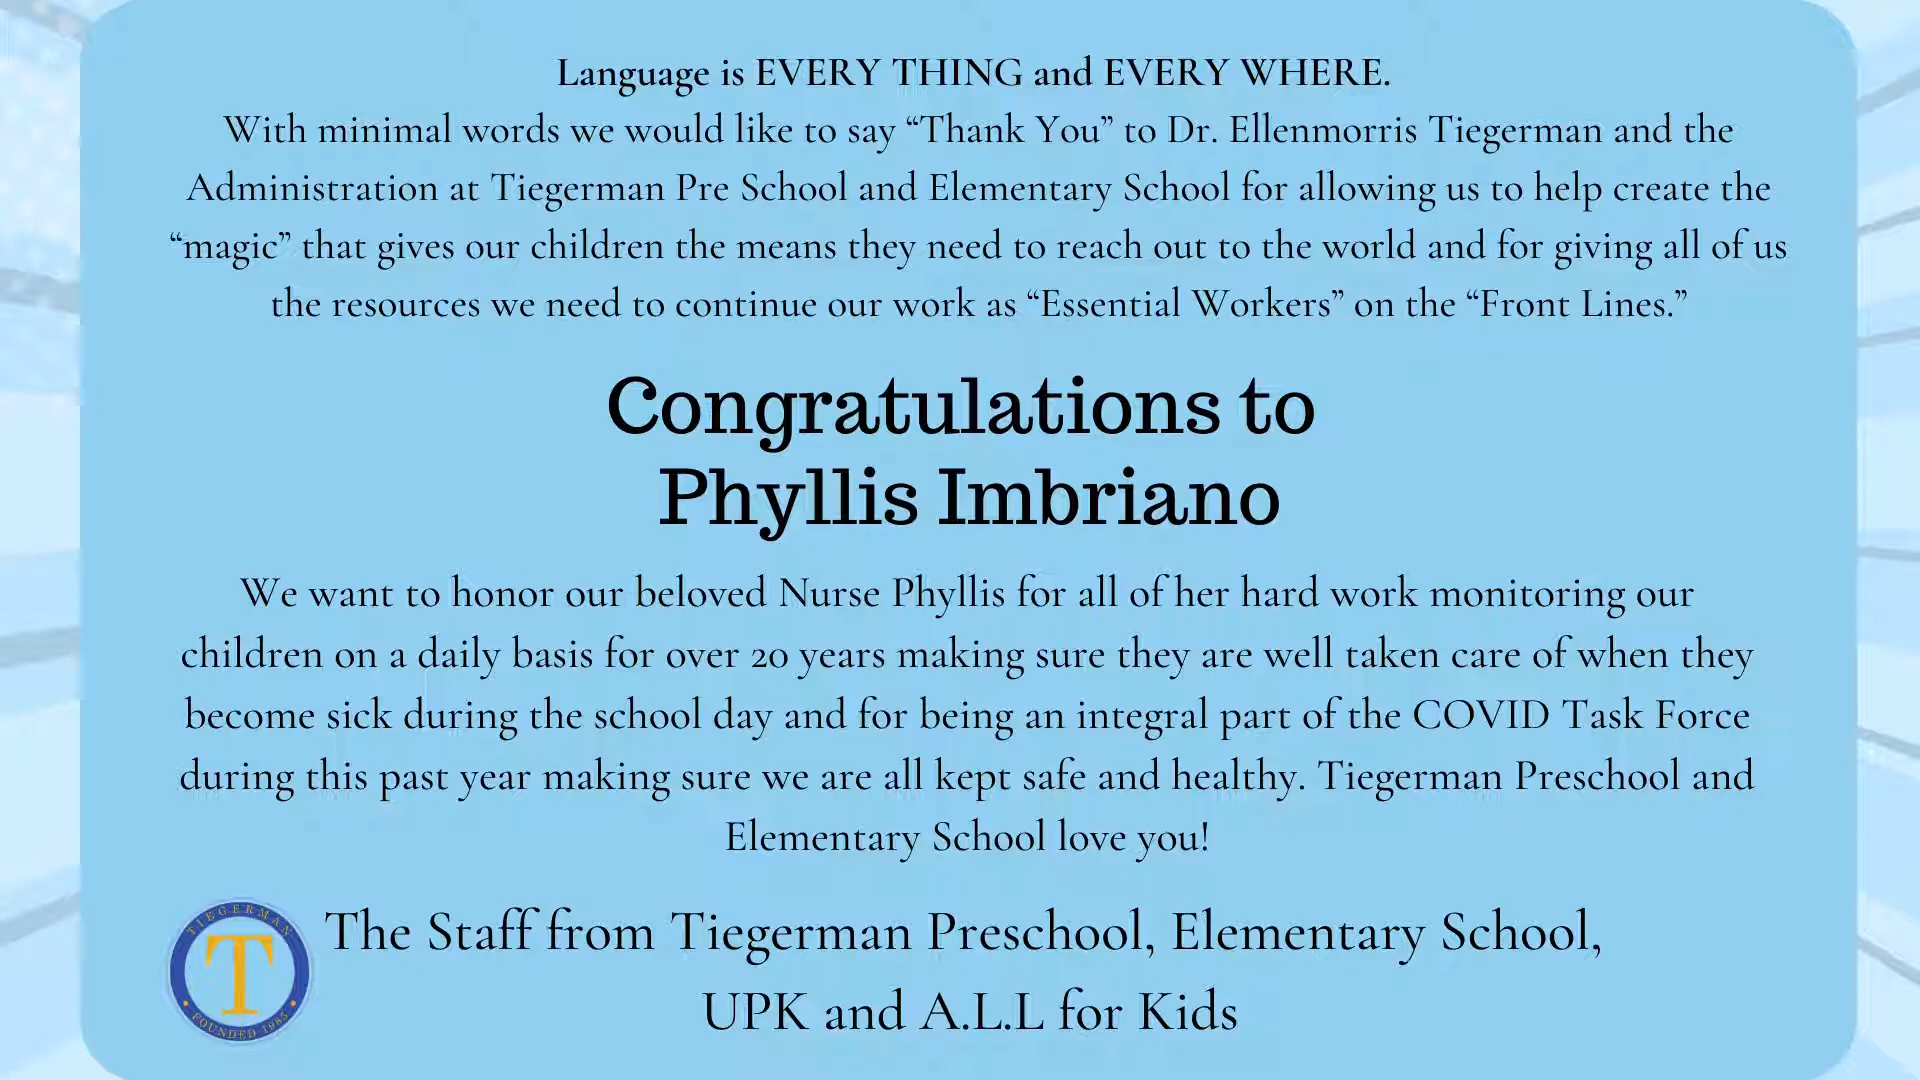 Language is EVERY THING and EVERY WHERE.
With minimal words we would like to say “Thank You” to Dr. Ellenmorris Tiegerman and the
Administration at Tiegerman Pre School and Elementary School for allowing us to help create the
“magic” that gives our children the means they need to reach out to the world and for giving all of us
the resources we need to continue our work as “Essential Workers” on the “Front Lines.”
Congratulations to
Phyllis Imbriano
We want to honor our beloved Nurse Phyllis for all of her hard work monitoring our
children on a daily basis for over 20 years making sure they are well taken care of when they
become sick during the school day and for being an integral part of the COVID Task Force
during this past year making sure we are all kept safe and healthy. Tiegerman Preschool and
Elementary School love you!
TIEGERMAN
T
FOUNDED 1985
The Staff from Tiegerman Preschool, Elementary School,
UPK and A.L.L for Kids